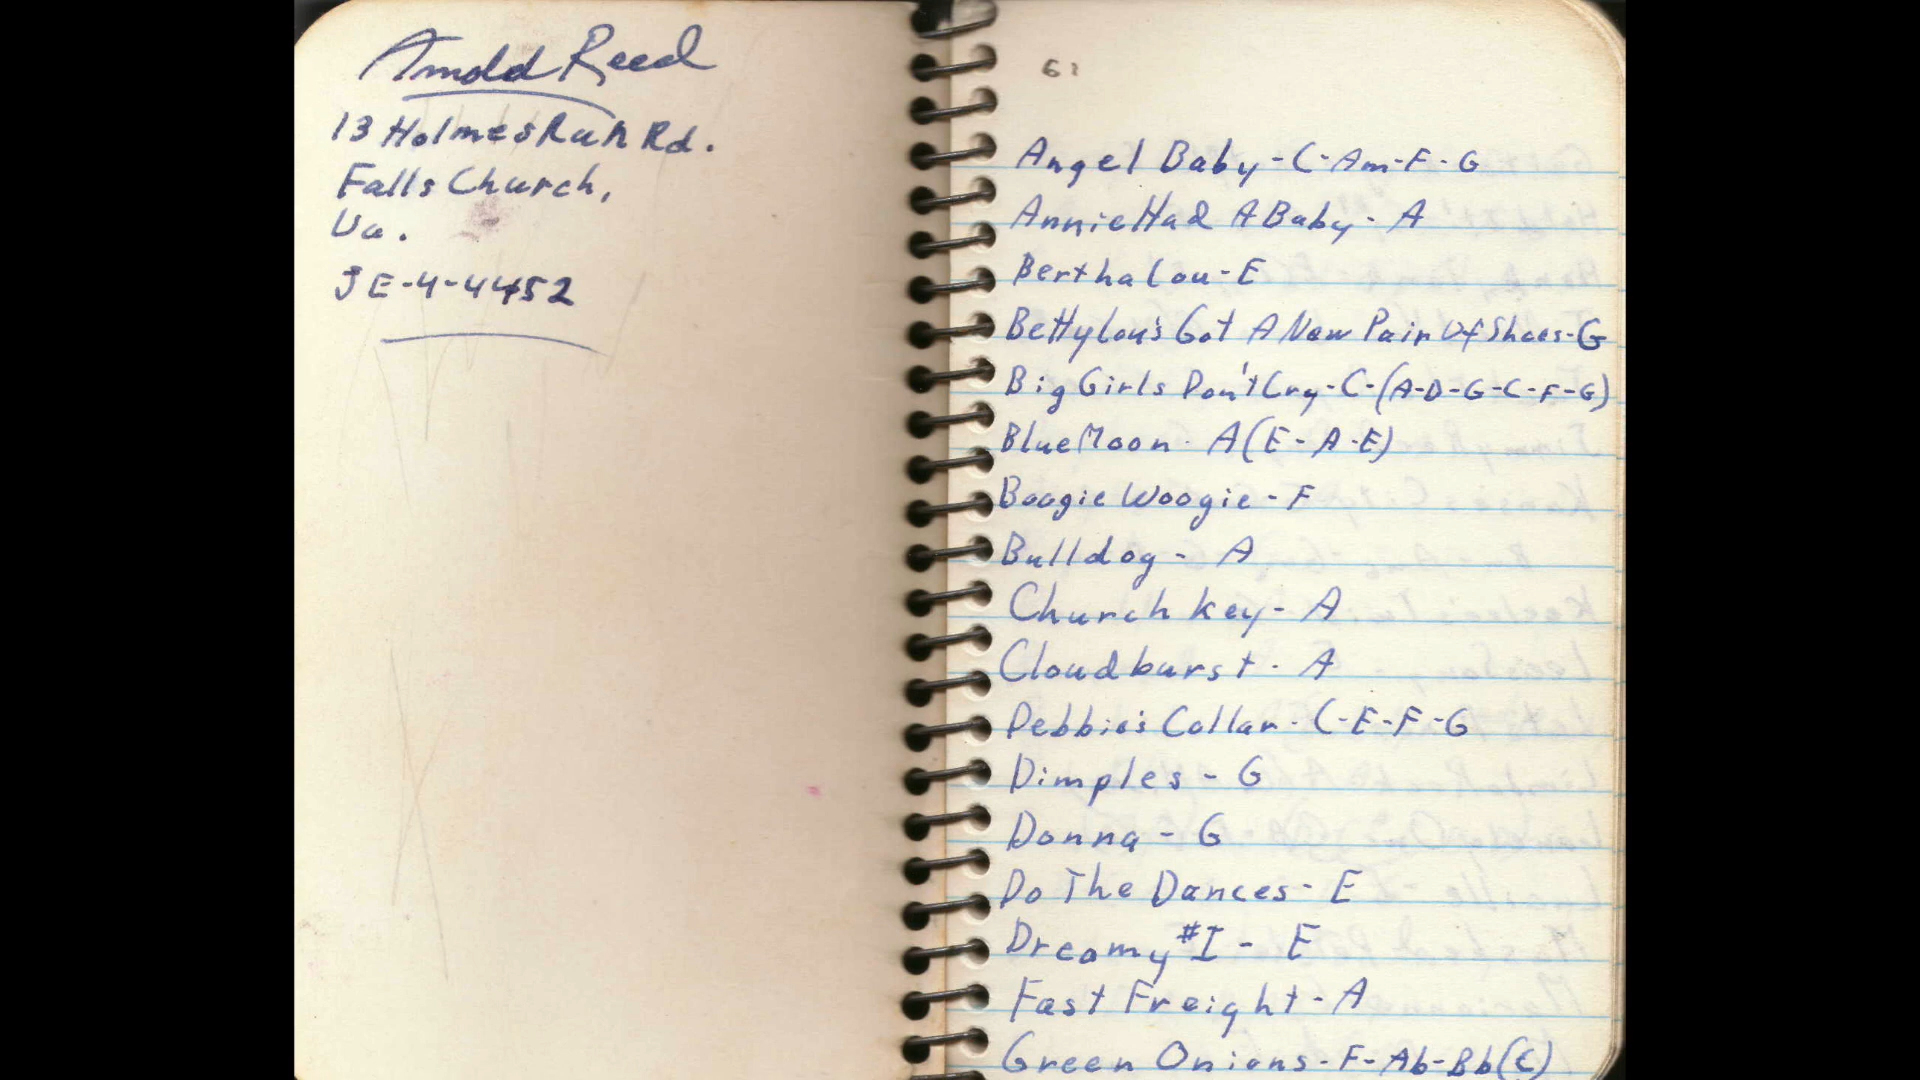 Arnold Reed
13 Holmes Run Rd.
Falls Church,
Va.
JE-4-4452
Angel Baby - C-Am-F-G
Annie Had A Baby - A
Bertha Lou - E
Betty Lou's Got A New Pair Of Shoes - G
Big Girls Don't Cry - C - (A-D-G-C-F-G)
Blue Moon - A (E-A-E)
Boogie Woogie - F
Bulldog - A
Church Key - A
Cloudburst - A
Debbie's Collar - C-E-F-G
Dimples - G
Donna - G
Do The Dances - E
Dreamy #I - E
Fast Freight - A
Green Onions - F-Ab-Bb(C)